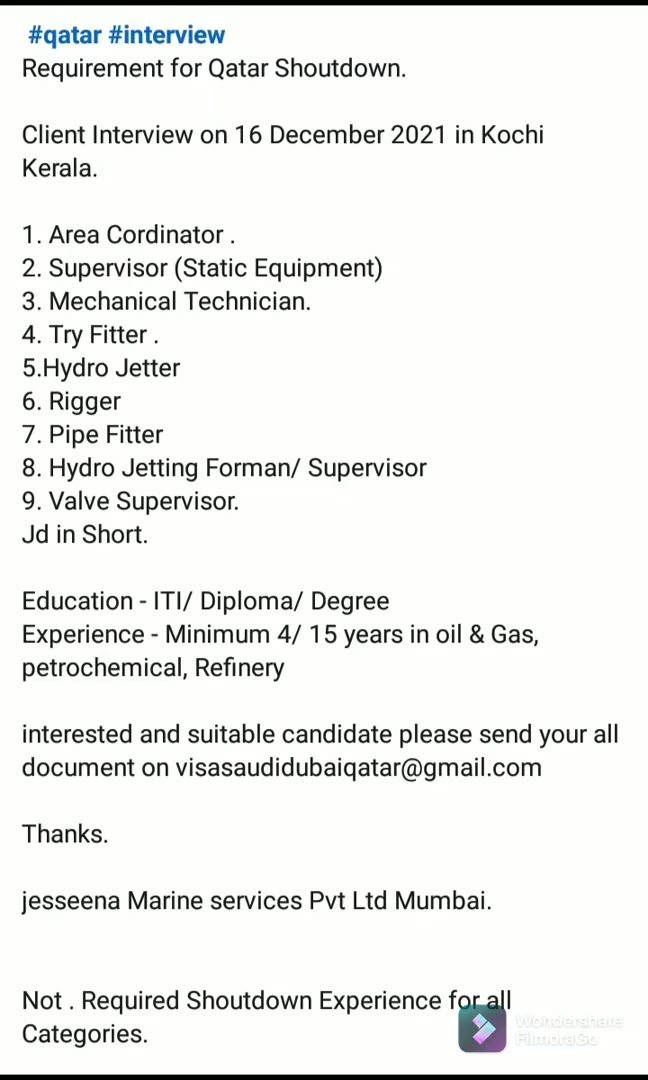 #qatar #interview
Requirement for Qatar Shoutdown.
Client Interview on 16 December 2021 in Kochi
Kerala.
1. Area Cordinator .
2. Supervisor (Static Equipment)
3. Mechanical Technician.
4. Try Fitter .
5.Hydro Jetter
6. Rigger
7. Pipe Fitter
8. Hydro Jetting Forman/ Supervisor
9. Valve Supervisor.
Jd in Short.
Education - ITI/ Diploma/ Degree
Experience - Minimum 4/ 15 years in oil & Gas,
petrochemical, Refinery
interested and suitable candidate please send your all
document on visasaudidubaiqatar@gmail.com
Thanks.
jesseena Marine services Pvt Ltd Mumbai.
Not . Required Shoutdown Experience for all
Categories.
Wondershare
FilmoraGo